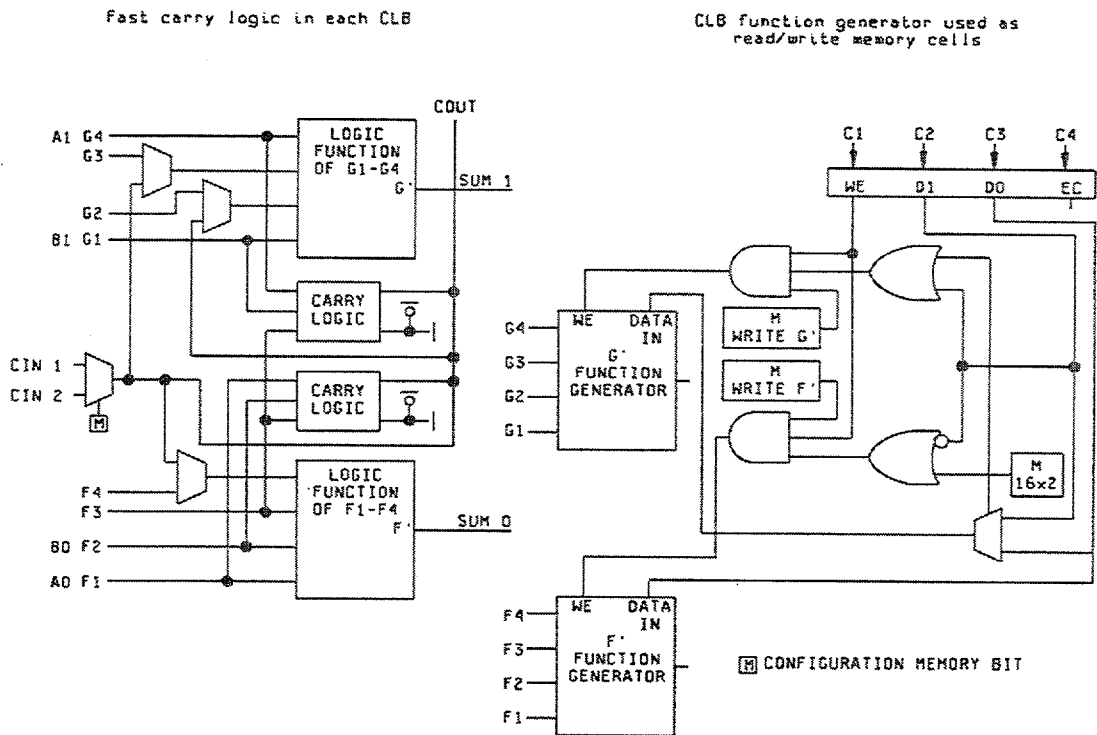 Fast carry logic in each CLB
CLB function generator used as
read/write memory cells
COUT
A1 G4
G3
G2
B1 G1
LOGIC
FUNCTION
OF G1-G4
G'
SUM 1
CARRY
LOGIC
CIN 1
CIN 2
M
CARRY
LOGIC
F4
F3
B0 F2
A0 F1
LOGIC
FUNCTION
OF F1-F4
F'
SUM 0
C1 C2 C3 C4
WE D1 D0 EC
M
WRITE G'
M
WRITE F'
WE DATA
IN
G4
G3
G2
G1
G'
FUNCTION
GENERATOR
M
16x2
WE DATA
IN
F4
F3
F2
F1
F'
FUNCTION
GENERATOR
M CONFIGURATION MEMORY BIT